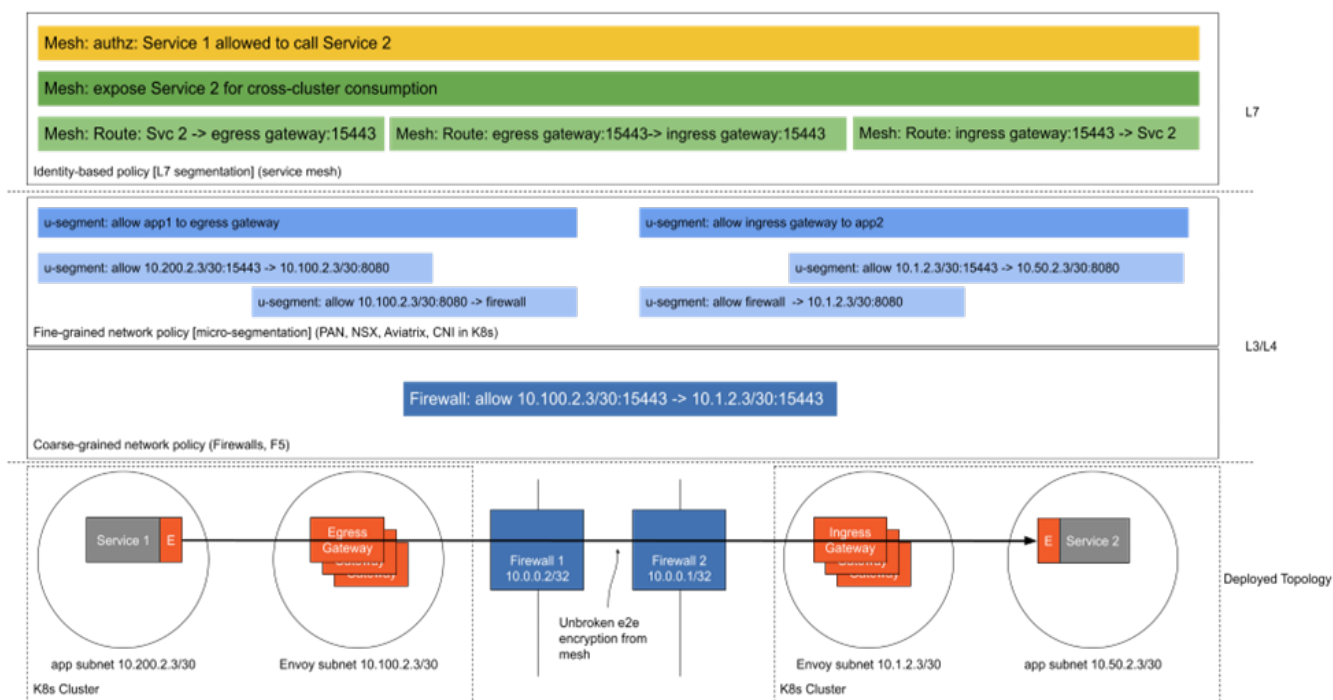 Mesh: authz: Service 1 allowed to call Service 2
Mesh: expose Service 2 for cross-cluster consumption
L7
Mesh: Route: Svc 2 -> egress gateway:15443
Mesh: Route: egress gateway:15443-> ingress gateway:15443
Mesh: Route: ingress gateway:15443 -> Svc 2
Identity-based policy [L7 segmentation] (service mesh)
u-segment: allow app1 to egress gateway
u-segment: allow ingress gateway to app2
u-segment: allow 10.200.2.3/30:15443 -> 10.100.2.3/30:8080
u-segment: allow 10.1.2.3/30:15443 -> 10.50.2.3/30:8080
u-segment: allow 10.100.2.3/30:8080 -> firewall
u-segment: allow firewall -> 10.1.2.3/30:8080
Fine-grained network policy [micro-segmentation] (PAN, NSX, Aviatrix, CNI in K8s)
L3/L4
Firewall: allow 10.100.2.3/30:15443 -> 10.1.2.3/30:15443
Coarse-grained network policy (Firewalls, F5)
Service 1
E
Egress
Gateway
Gateway
Firewall 1
10.0.0.2/32
Firewall 2
10.0.0.1/32
Ingress
Gateway
Gateway
E
Service 2
Deployed Topology
Unbroken e2e
encryption from
mesh
app subnet 10.200.2.3/30
Envoy subnet 10.100.2.3/30
Envoy subnet 10.1.2.3/30
app subnet 10.50.2.3/30
K8s Cluster
K8s Cluster